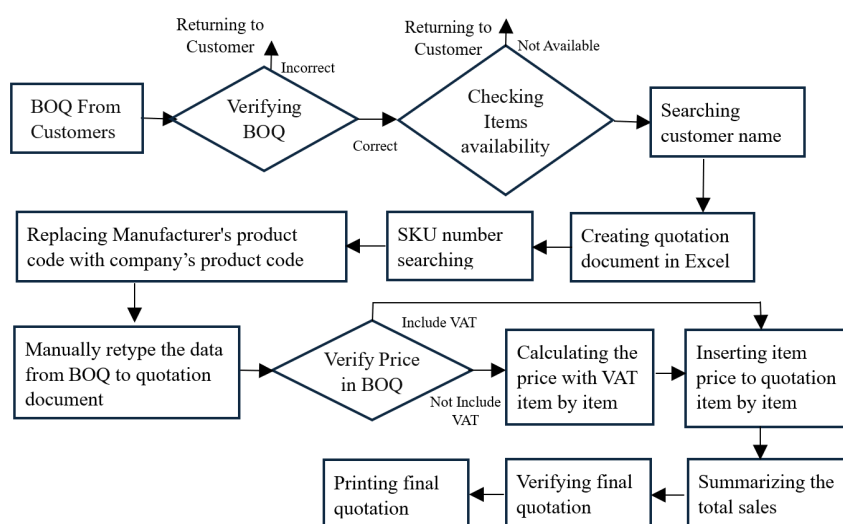 Returning to
Customer
Incorrect
Returning to
Customer
Not Available
BOQ From
Customers
Verifying
BOQ
Correct
Checking
Items
availability
Searching
customer name
Replacing Manufacturer's product
code with company’s product code
SKU number
searching
Creating quotation
document in Excel
Manually retype the data
from BOQ to quotation
document
Include VAT
Verify Price
in BOQ
Not Include
VAT
Calculating the
price with VAT
item by item
Inserting item
price to quotation
item by item
Printing final
quotation
Verifying final
quotation
Summarizing the
total sales